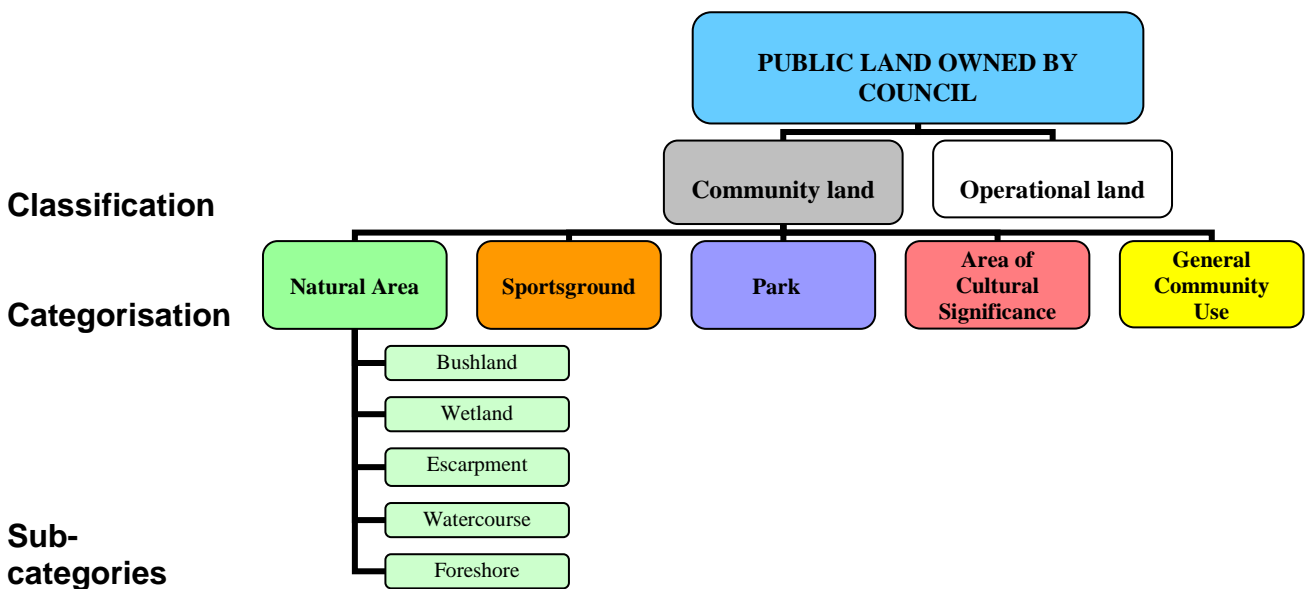 PUBLIC LAND OWNED BY
COUNCIL
Classification
Community land
Operational land
Categorisation
Natural Area
Sportsground
Park
Area of
Cultural
Significance
General
Community
Use
Bushland
Wetland
Escarpment
Watercourse
Foreshore
Sub-
categories